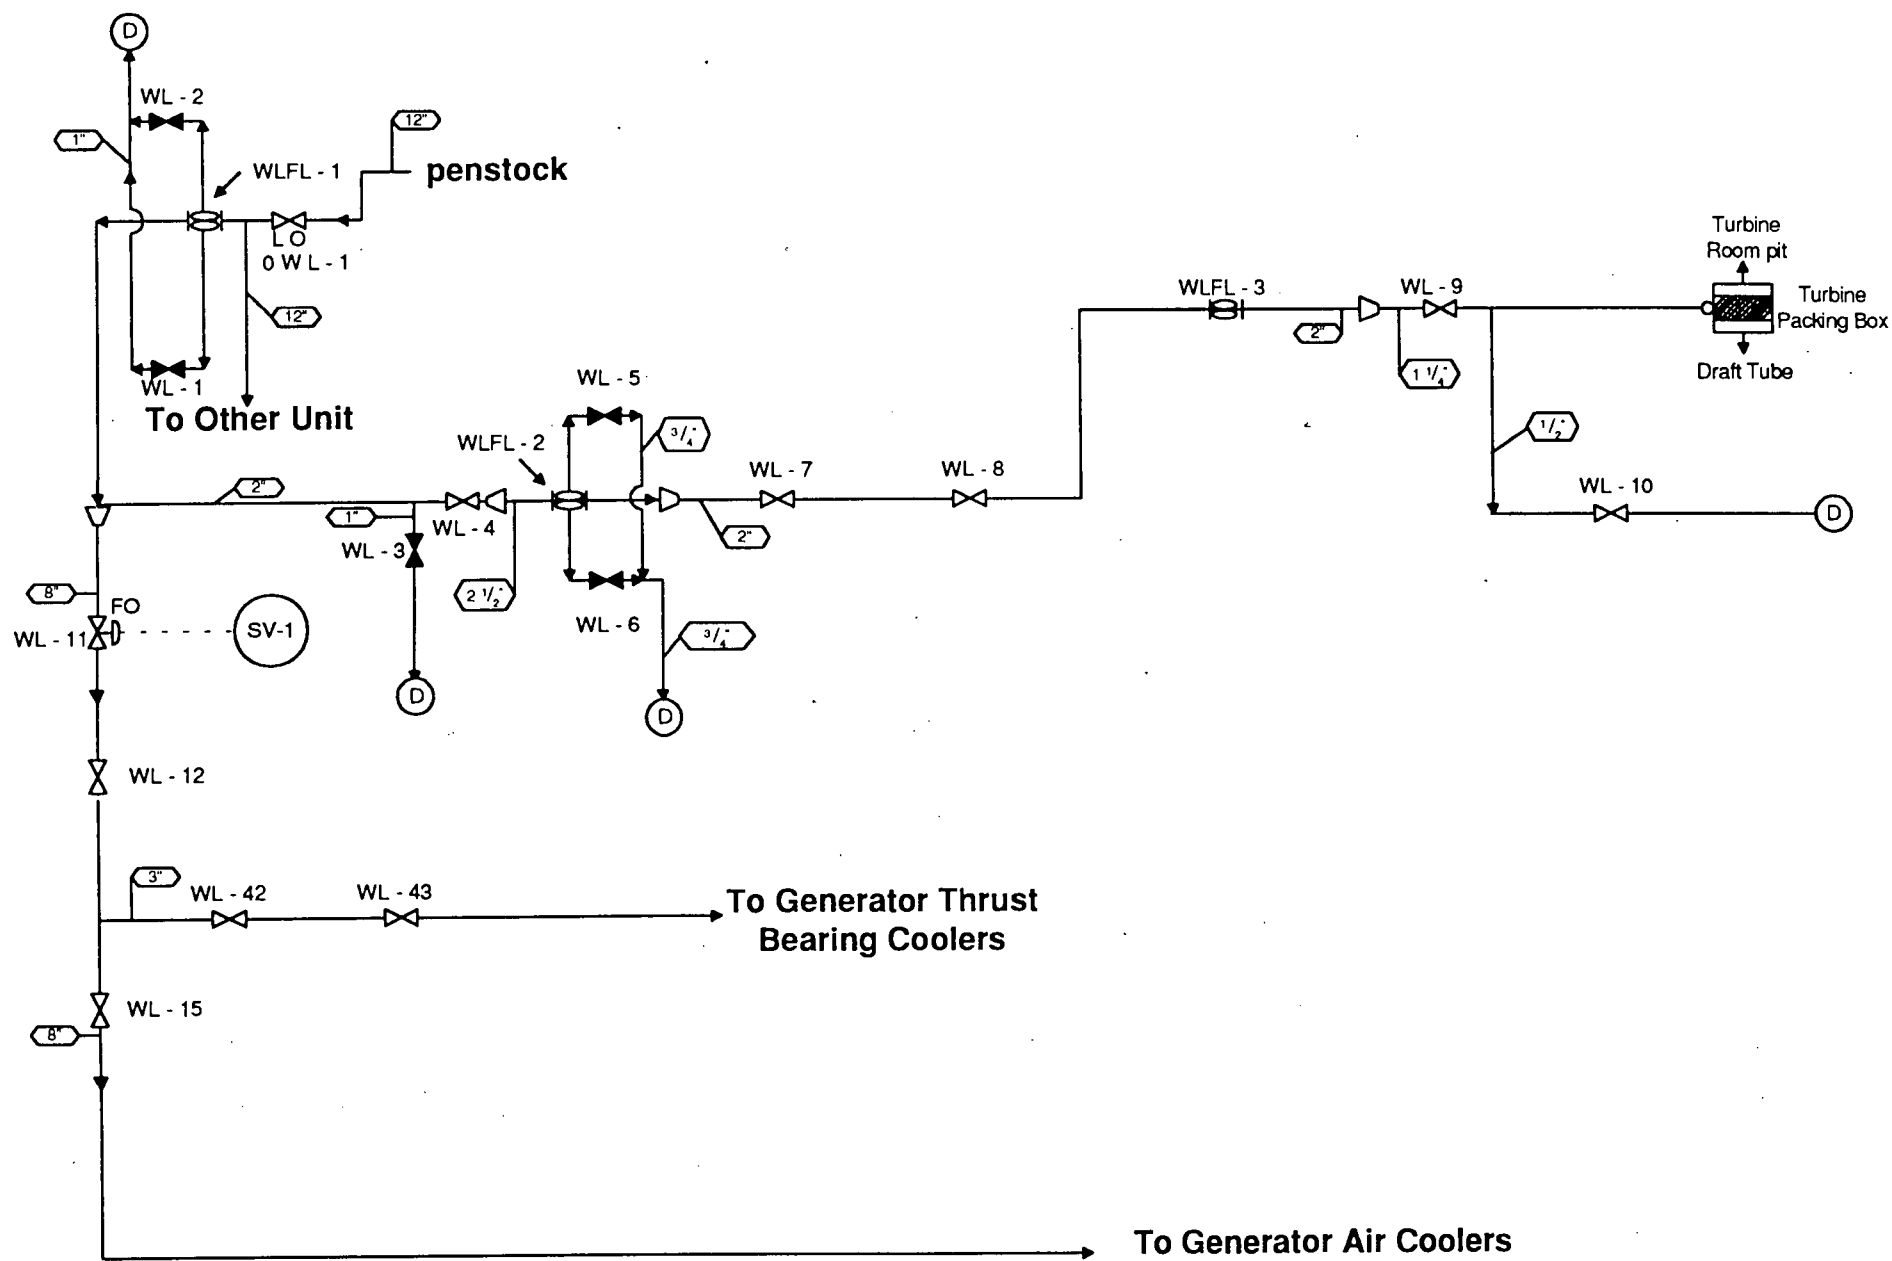 D
WL - 2
12"
1"
WLFL - 1
penstock
L O
0 W L - 1
12"
WL - 1
To Other Unit
Turbine
Room pit
WLFL - 3
WL - 9
Turbine
Packing Box
2"
1 1/4"
Draft Tube
WL - 5
3/4"
WLFL - 2
1/2"
WL - 7
WL - 8
2"
WL - 10
1"
WL - 4
D
WL - 3
2"
8"
2 1/2"
FO
WL - 11
SV-1
WL - 6
3/4"
D
D
WL - 12
3"
WL - 42
WL - 43
To Generator Thrust
Bearing Coolers
WL - 15
8"
To Generator Air Coolers